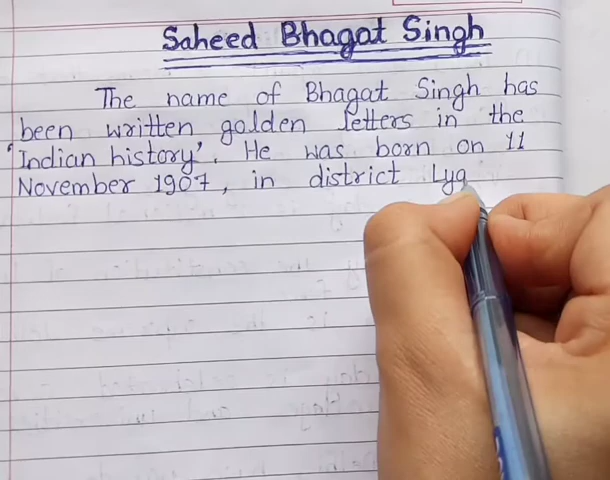 Saheed Bhagat Singh
The name of Bhagat Singh has
been written golden letters in the
'Indian history'. He was born on 11
November 1907, in district Lya